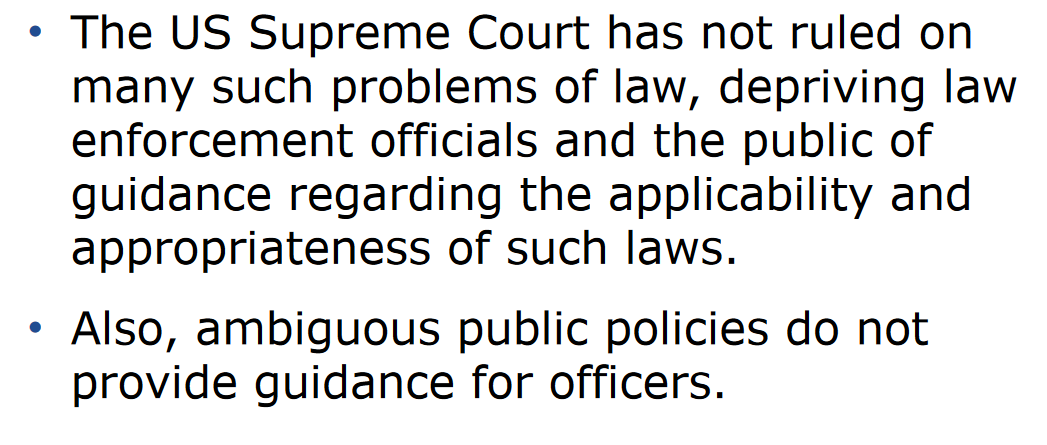 • The US Supreme Court has not ruled on
many such problems of law, depriving law
enforcement officials and the public of
guidance regarding the applicability and
appropriateness of such laws.
• Also, ambiguous public policies do not
provide guidance for officers.